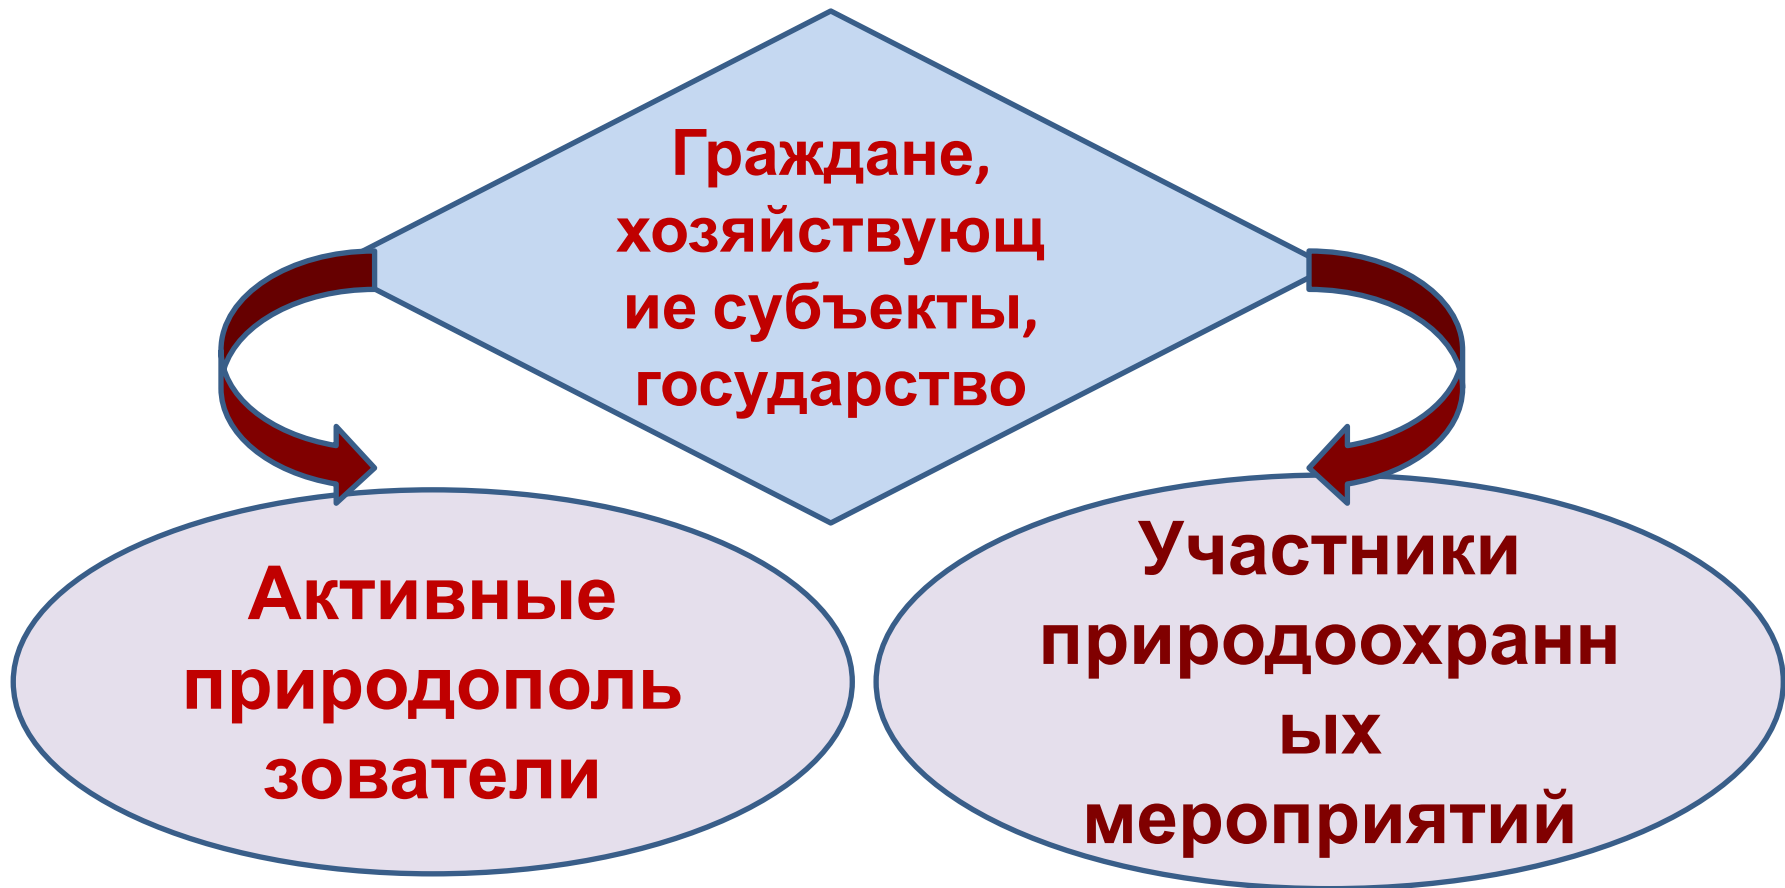 Граждане,
хозяйствующ
ие субъекты,
государство
Активные
природополь
зователи
Участники
природоохранн
ых
мероприятий